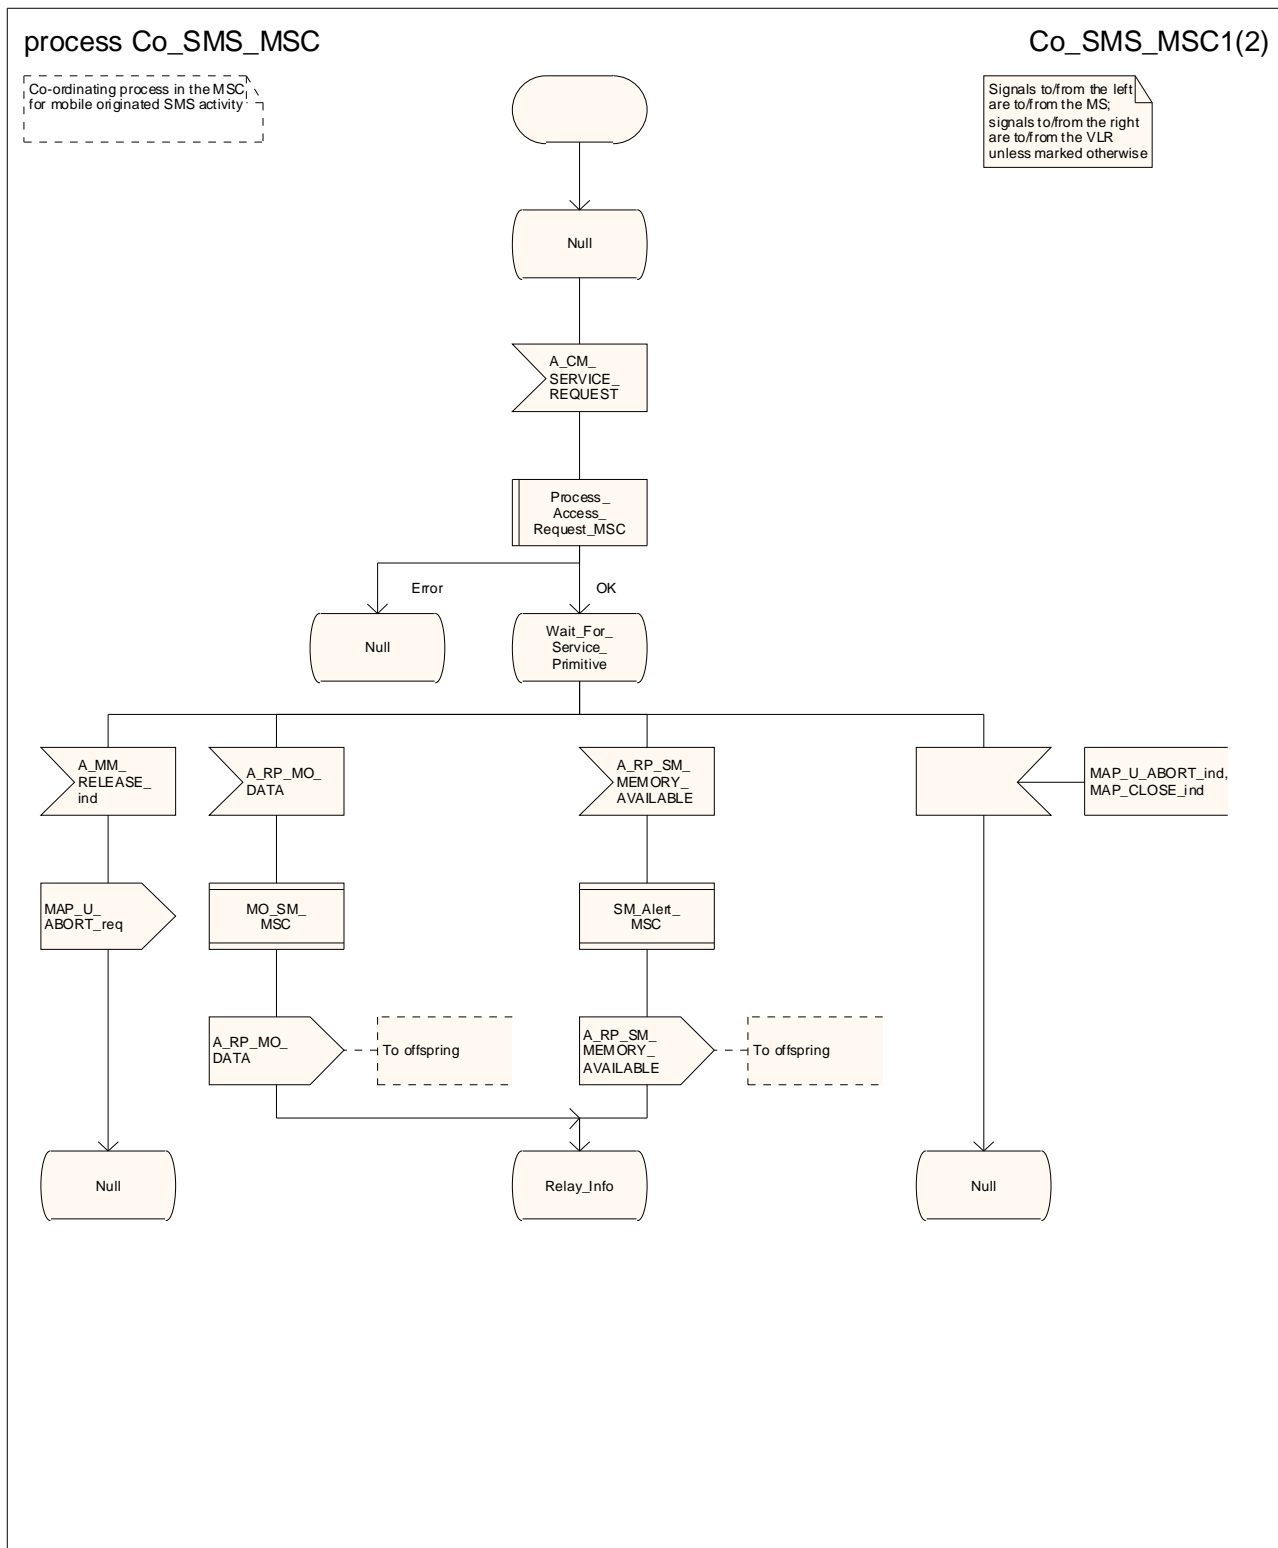 process Co_SMS_MSC
Co_SMS_MSC1(2)
Co-ordinating process in the MSC
for mobile originated SMS activity
Signals to/from the left
are to/from the MS;
signals to/from the right
are to/from the VLR
unless marked otherwise
Null
A_CM_
SERVICE_
REQUEST
Process_
Access_
Request_MSC
Error
OK
Null
Wait_For_
Service_
Primitive
A_MM_
RELEASE_
ind
A_RP_MO_
DATA
A_RP_SM_
MEMORY_
AVAILABLE
MAP_U_ABORT_ind,
MAP_CLOSE_ind
MAP_U_
ABORT_req
MO_SM_
MSC
SM_Alert_
MSC
A_RP_MO_
DATA
To offspring
A_RP_SM_
MEMORY_
AVAILABLE
To offspring
Null
Relay_Info
Null